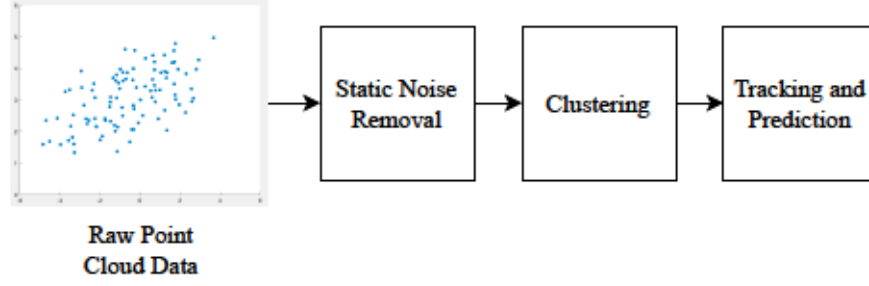 Static Noise
Removal
Clustering
Tracking and
Prediction
Raw Point
Cloud Data